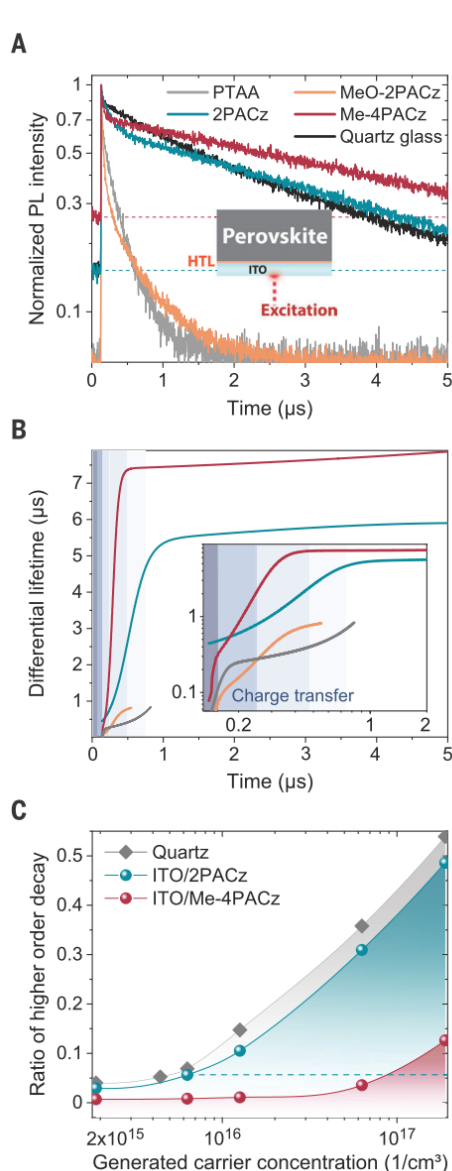 A
1
0.7
0.5
0.3
0.1
Normalized PL intensity
PTAA
2PACz
MeO-2PACz
Me-4PACz
Quartz glass
Perovskite
HTL
ITO
Excitation
0 1 2 3 4 5
Time (μs)
B
7
6
5
4
3
2
1
Differential lifetime (μs)
1
0.1
Charge transfer
0.2 1 2
0 1 2 3 4 5
Time (μs)
C
0.5
0.4
0.3
0.2
0.1
0
Ratio of higher order decay
Quartz
ITO/2PACz
ITO/Me-4PACz
2x10¹⁵ 10¹⁶ 10¹⁷
Generated carrier concentration (1/cm³)